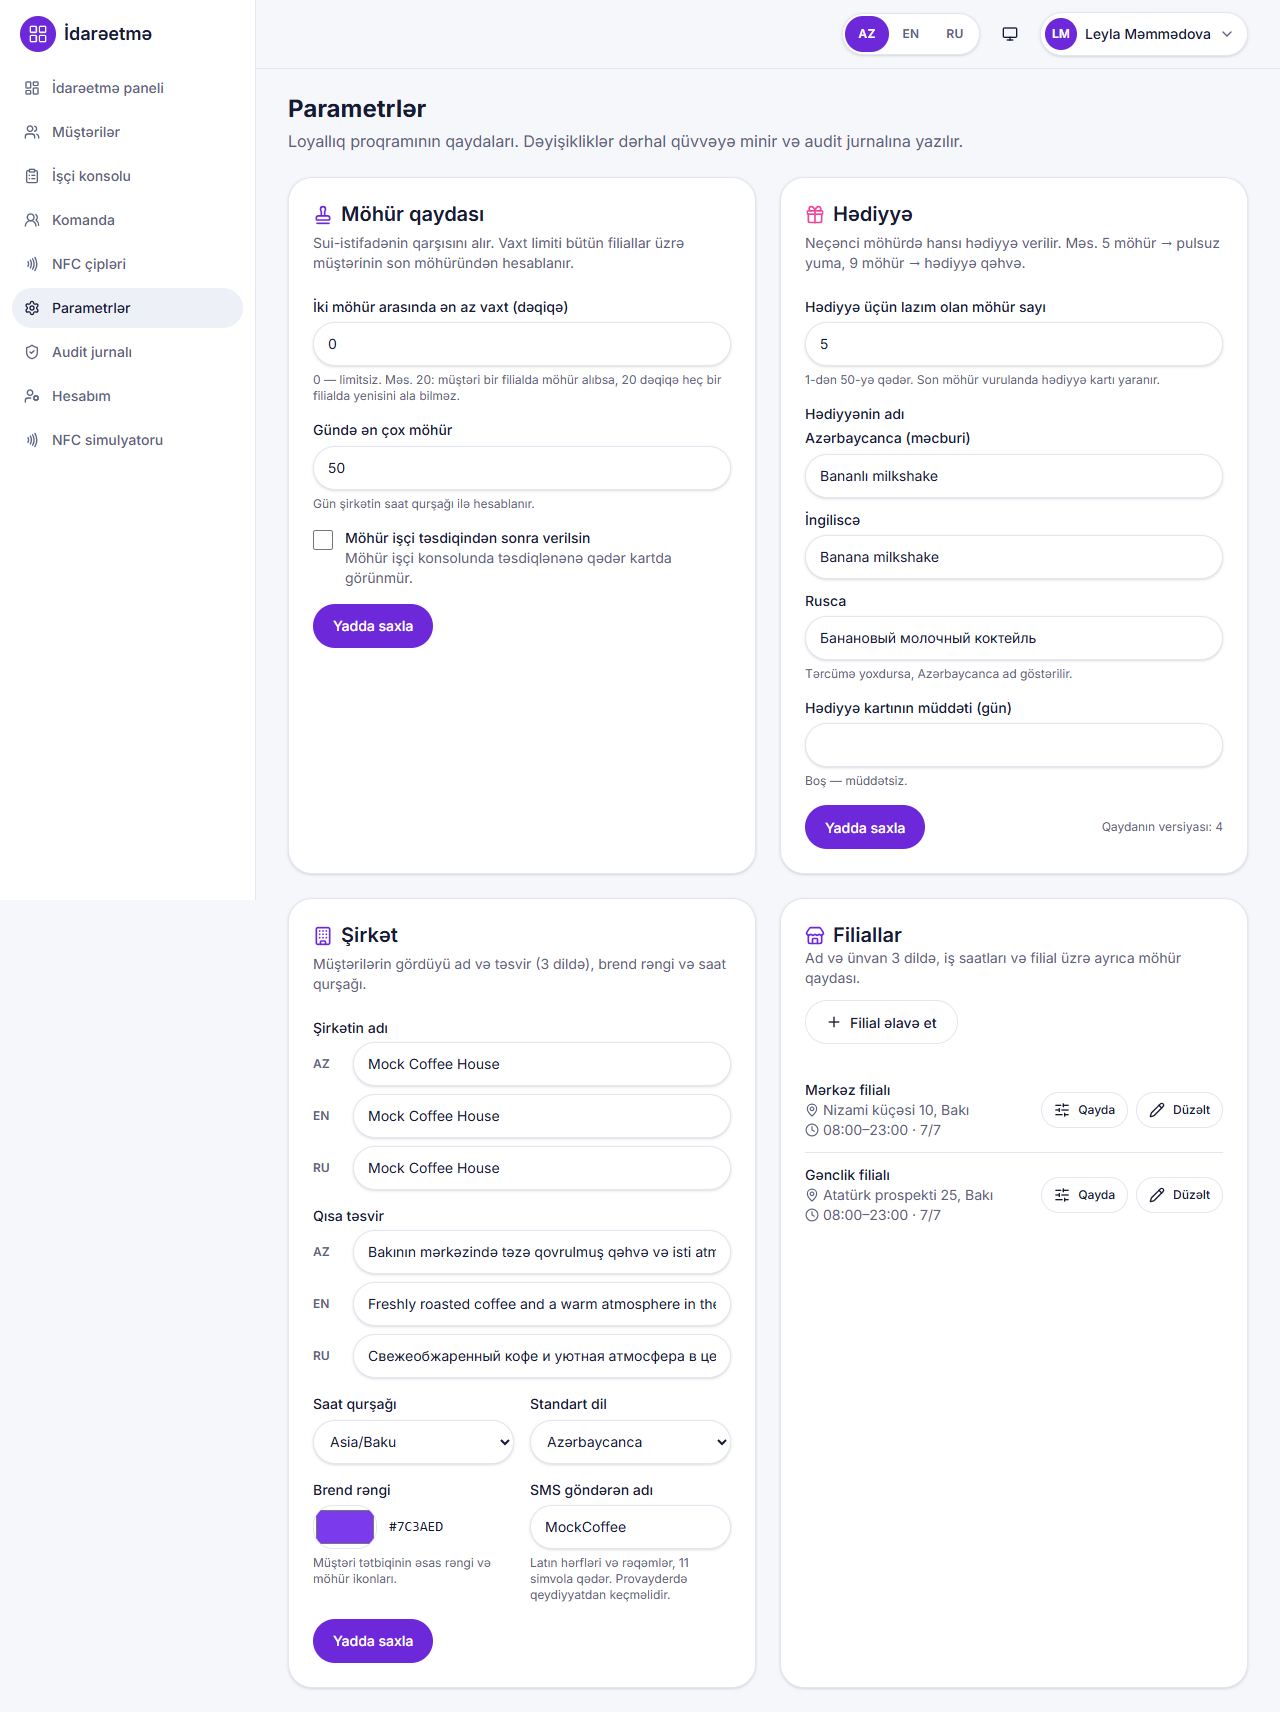 İdarəetmə
AZ EN RU
LM Leyla Məmmədova
İdarəetmə paneli
Müştərilər
İşçi konsolu
Komanda
NFC çipləri
Parametrlər
Audit jurnalı
Hesabım
NFC simulyatoru
Parametrlər
Loyallıq proqramının qaydaları. Dəyişikliklər dərhal qüvvəyə minir və audit jurnalına yazılır.
Möhür qaydası
Sui-istifadənin qarşısını alır. Vaxt limiti bütün filiallar üzrə
müştərinin son möhüründən hesablanır.
İki möhür arasında ən az vaxt (dəqiqə)
0
0 — limitsiz. Məs. 20: müştəri bir filialda möhür alıbsa, 20 dəqiqə heç bir
filialda yenisini ala bilməz.
Gündə ən çox möhür
50
Gün şirkətin saat qurşağı ilə hesablanır.
Möhür işçi təsdiqindən sonra verilsin
Möhür işçi konsolunda təsdiqlənənə qədər kartda
görünmür.
Yadda saxla
Hədiyyə
Neçənci möhürdə hansı hədiyyə verilir. Məs. 5 möhür → pulsuz
yuma, 9 möhür → hədiyyə qəhvə.
Hədiyyə üçün lazım olan möhür sayı
5
1-dən 50-yə qədər. Son möhür vurulanda hədiyyə kartı yaranır.
Hədiyyənin adı
Azərbaycanca (məcburi)
Bananlı milkshake
İngiliscə
Banana milkshake
Rusca
Банановый молочный коктейль
Tərcümə yoxdursa, Azərbaycanca ad göstərilir.
Hədiyyə kartının müddəti (gün)
Boş — müddətsiz.
Yadda saxla
Qaydanın versiyası: 4
Şirkət
Müştərilərin gördüyü ad və təsvir (3 dildə), brend rəngi və saat
qurşağı.
Şirkətin adı
AZ Mock Coffee House
EN Mock Coffee House
RU Mock Coffee House
Qısa təsvir
AZ Bakının mərkəzində təzə qovrulmuş qəhvə və isti atm
EN Freshly roasted coffee and a warm atmosphere in the
RU Свежеобжаренный кофе и уютная атмосфера в це
Saat qurşağı
Asia/Baku
Standart dil
Azərbaycanca
Brend rəngi
#7C3AED
Müştəri tətbiqinin əsas rəngi və
möhür ikonları.
SMS göndərən adı
MockCoffee
Latın hərfləri və rəqəmlər, 11
simvola qədər. Provayderdə
qeydiyyatdan keçməlidir.
Yadda saxla
Filiallar
Ad və ünvan 3 dildə, iş saatları və filial üzrə ayrıca möhür
qaydası.
+ Filial əlavə et
Mərkəz filialı
Nizami küçəsi 10, Bakı
08:00–23:00 · 7/7
Qayda Düzəlt
Gənclik filialı
Atatürk prospekti 25, Bakı
08:00–23:00 · 7/7
Qayda Düzəlt